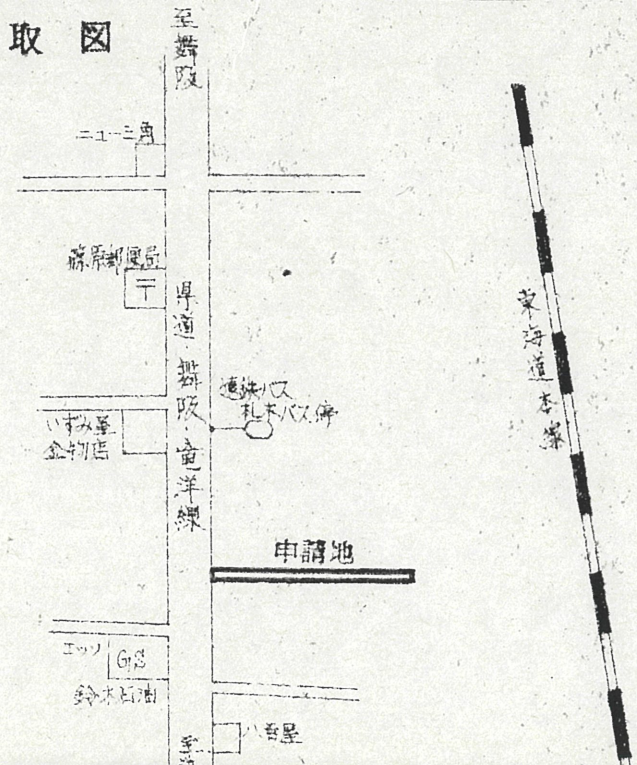 取図
至舞阪
ニュー三角
篠原郵便局
〒
県道 舞阪・竜洋線
東海道本線
遠鉄バス
札木バス停
いずみ屋
金物店
申請地
エッソ
GS
鈴木石油
八百屋
至